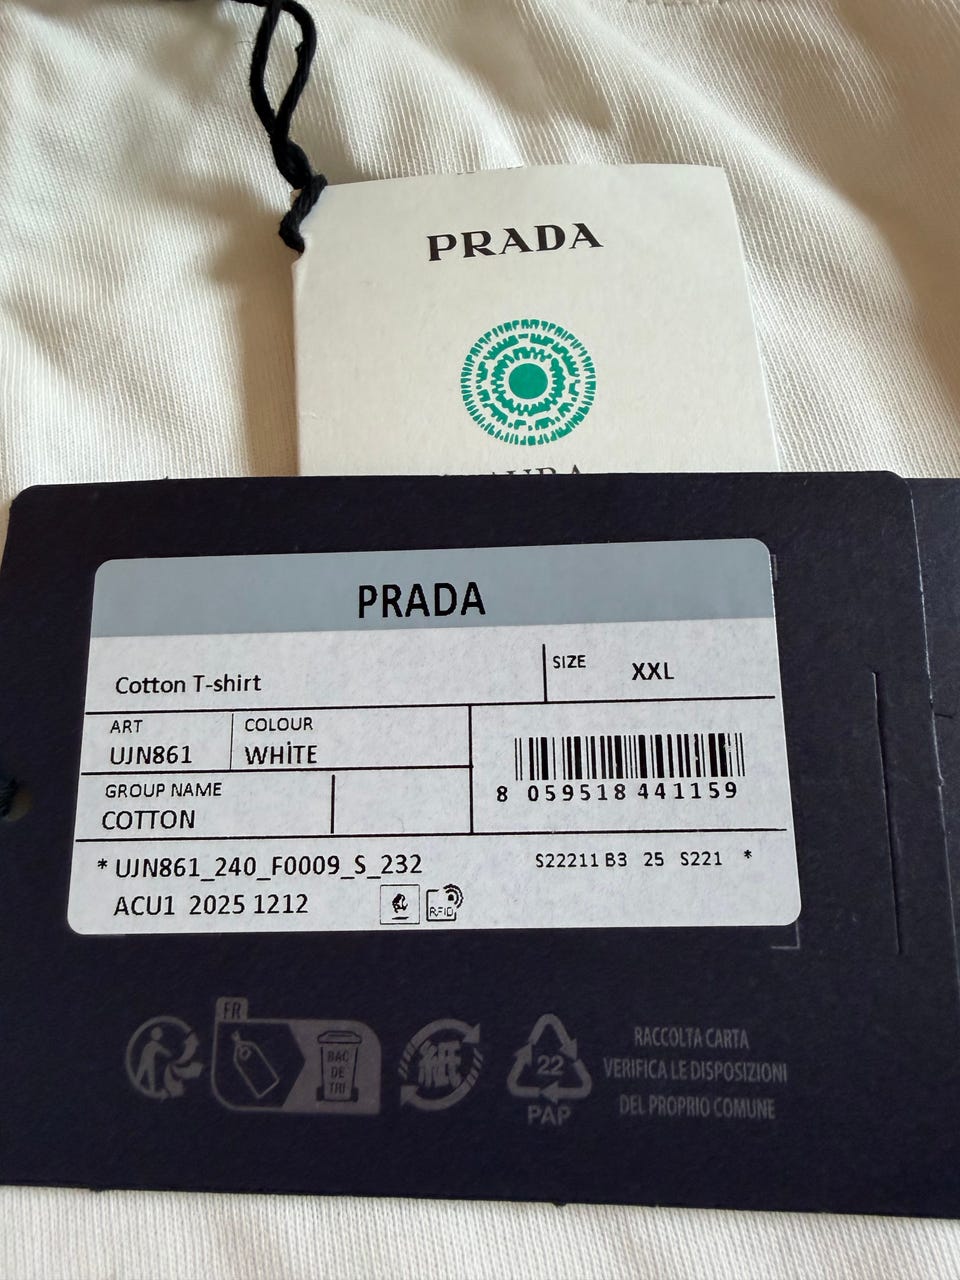 PRADA
PRADA
Cotton T-shirt
SIZE XXL
ART
UJN861
COLOUR
WHİTE
8 059518 441159
GROUP NAME
COTTON
* UJN861_240_F0009_S_232 S22211 B3 25 S221 *
ACU1 2025 1212
RFID
FR
BAC
DE
TRI
紙
22
PAP
RACCOLTA CARTA
VERIFICA LE DISPOSIZIONI
DEL PROPRIO COMUNE